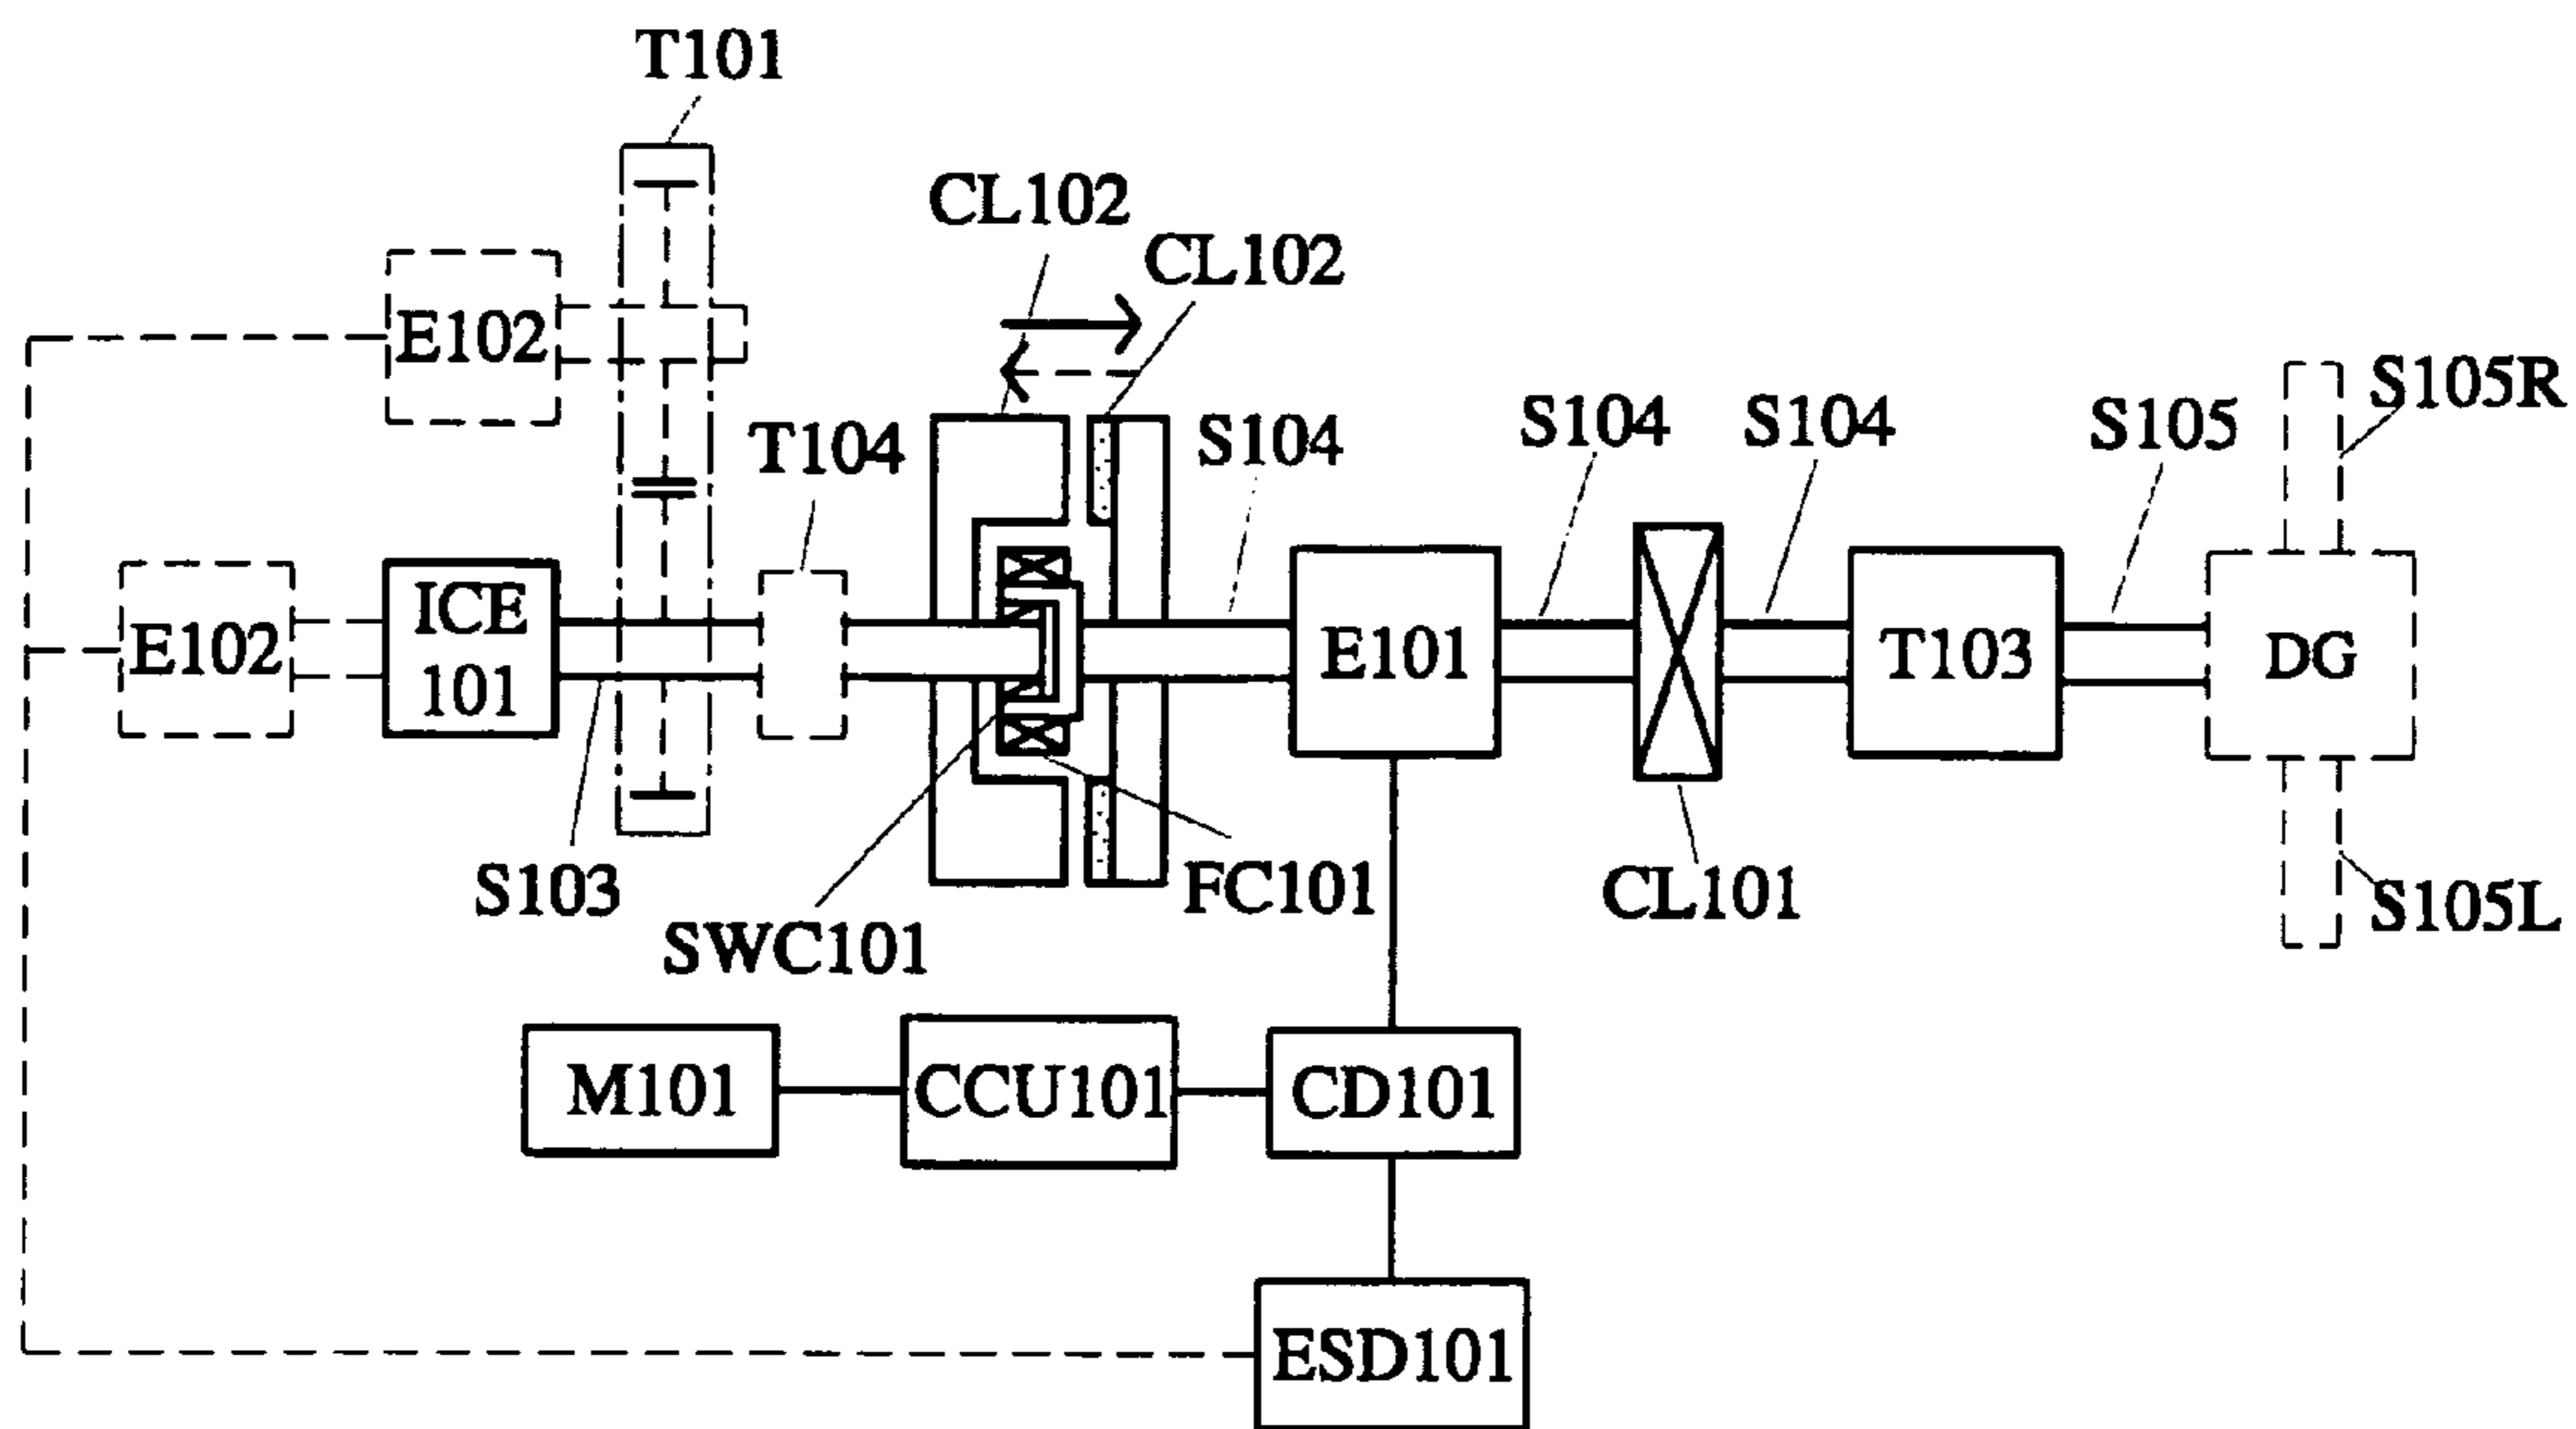 T101
CL102
CL102
E102
S105R
T104
S104
S104
S104
S105
E102
ICE
101
E101
T103
DG
S103
SWC101
FC101
CL101
S105L
M101
CCU101
CD101
ESD101